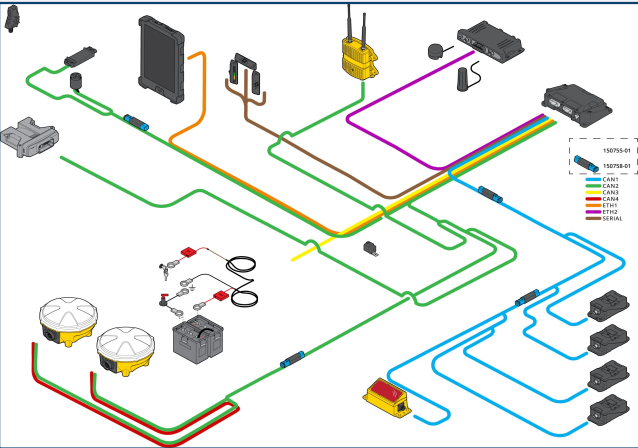 150755-01
150758-01
CAN1
CAN2
CAN3
CAN4
ETH1
ETH2
SERIAL